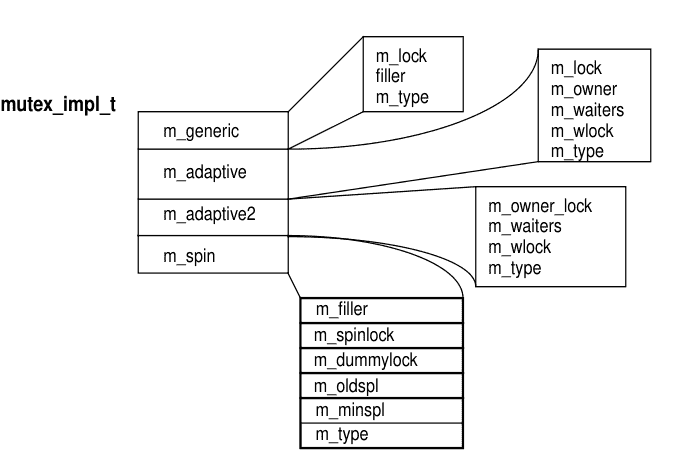 mutex_impl_t
m_generic
m_adaptive
m_adaptive2
m_spin
m_lock
filler
m_type
m_lock
m_owner
m_waiters
m_wlock
m_type
m_owner_lock
m_waiters
m_wlock
m_type
m_filler
m_spinlock
m_dummylock
m_oldspl
m_minspl
m_type